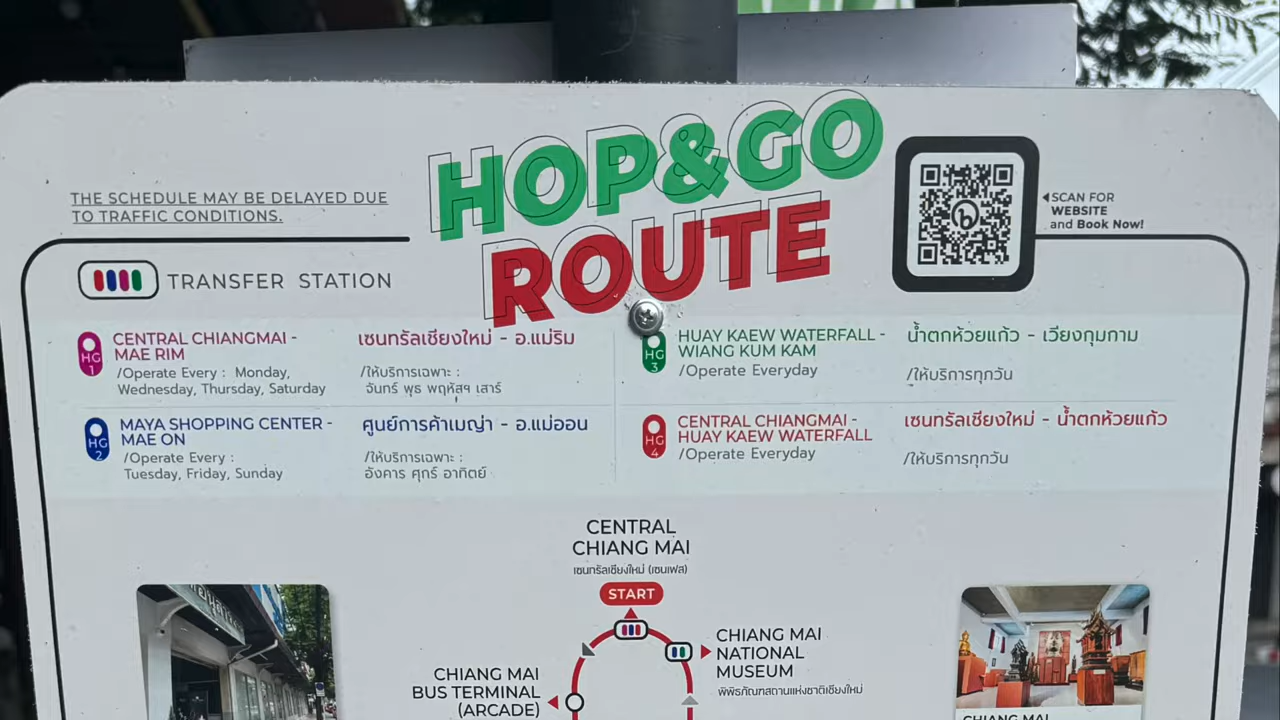 HOP&GO
ROUTE
THE SCHEDULE MAY BE DELAYED DUE
TO TRAFFIC CONDITIONS.
SCAN FOR
WEBSITE
and Book Now!
TRANSFER STATION
HG
1
CENTRAL CHIANGMAI -
MAE RIM
/Operate Every : Monday,
Wednesday, Thursday, Saturday
เซนทรัลเชียงใหม่ - อ.แม่ริม
/ให้บริการเฉพาะ :
จันทร์ พุธ พฤหัสฯ เสาร์
HG
2
MAYA SHOPPING CENTER -
MAE ON
/Operate Every :
Tuesday, Friday, Sunday
ศูนย์การค้าเมญ่า - อ.แม่ออน
/ให้บริการเฉพาะ :
อังคาร ศุกร์ อาทิตย์
HG
3
HUAY KAEW WATERFALL -
WIANG KUM KAM
/Operate Everyday
น้ำตกห้วยแก้ว - เวียงกุมกาม
/ให้บริการทุกวัน
HG
4
CENTRAL CHIANGMAI -
HUAY KAEW WATERFALL
/Operate Everyday
เซนทรัลเชียงใหม่ - น้ำตกห้วยแก้ว
/ให้บริการทุกวัน
CENTRAL
CHIANG MAI
เซนทรัลเชียงใหม่ (เซนเฟส)
START
CHIANG MAI
NATIONAL
MUSEUM
พิพิธภัณฑสถานแห่งชาติเชียงใหม่
CHIANG MAI
BUS TERMINAL
(ARCADE)
CHIANG MAI